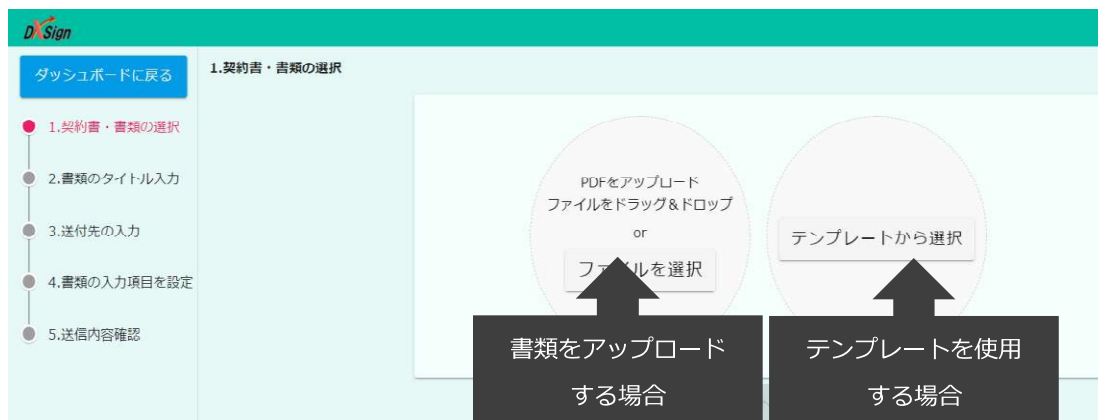 DXSign
ダッシュボードに戻る
1.契約書・書類の選択
1.契約書・書類の選択
2.書類のタイトル入力
3.送付先の入力
4.書類の入力項目を設定
5.送信内容確認
PDFをアップロード
ファイルをドラッグ&ドロップ
or
ファイルを選択
テンプレートから選択
書類をアップロード
する場合
テンプレートを使用
する場合